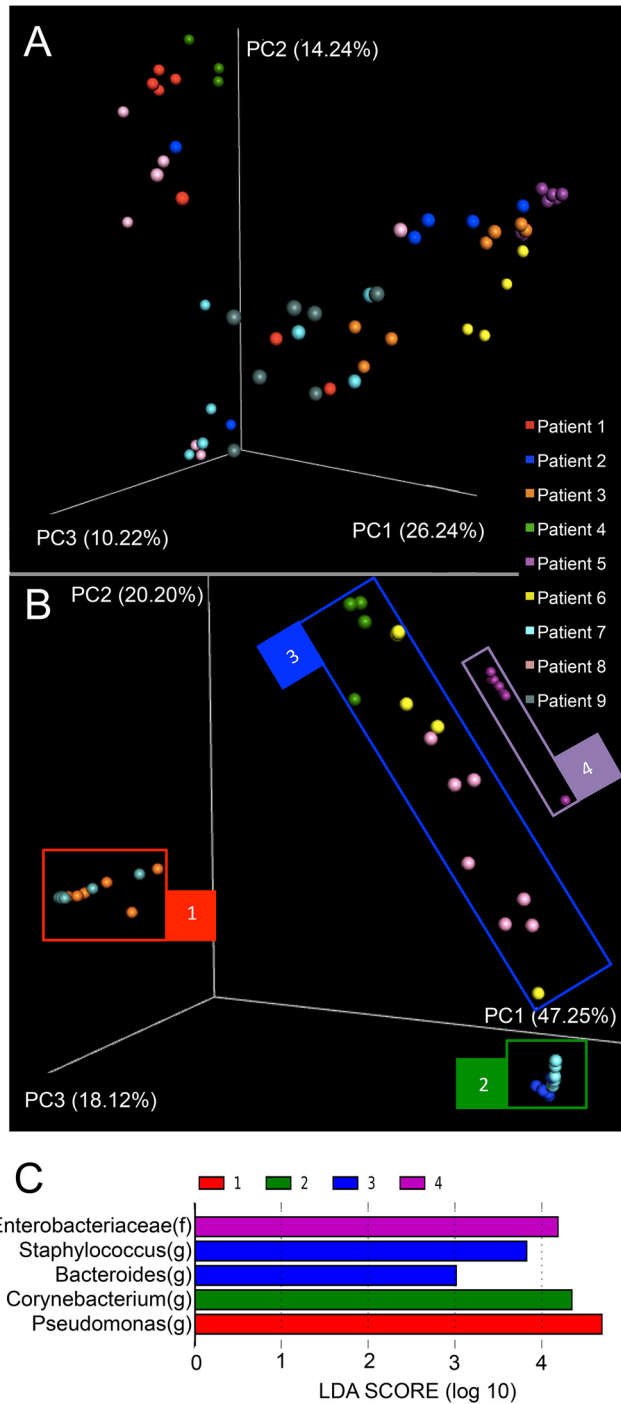 A
PC2 (14.24%)
PC3 (10.22%)
PC1 (26.24%)
Patient 1
Patient 2
Patient 3
Patient 4
Patient 5
Patient 6
Patient 7
Patient 8
Patient 9
B
PC2 (20.20%)
3
4
1
PC1 (47.25%)
PC3 (18.12%)
2
C
1 2 3 4
Enterobacteriaceae(f)
Staphylococcus(g)
Bacteroides(g)
Corynebacterium(g)
Pseudomonas(g)
0 1 2 3 4
LDA SCORE (log 10)